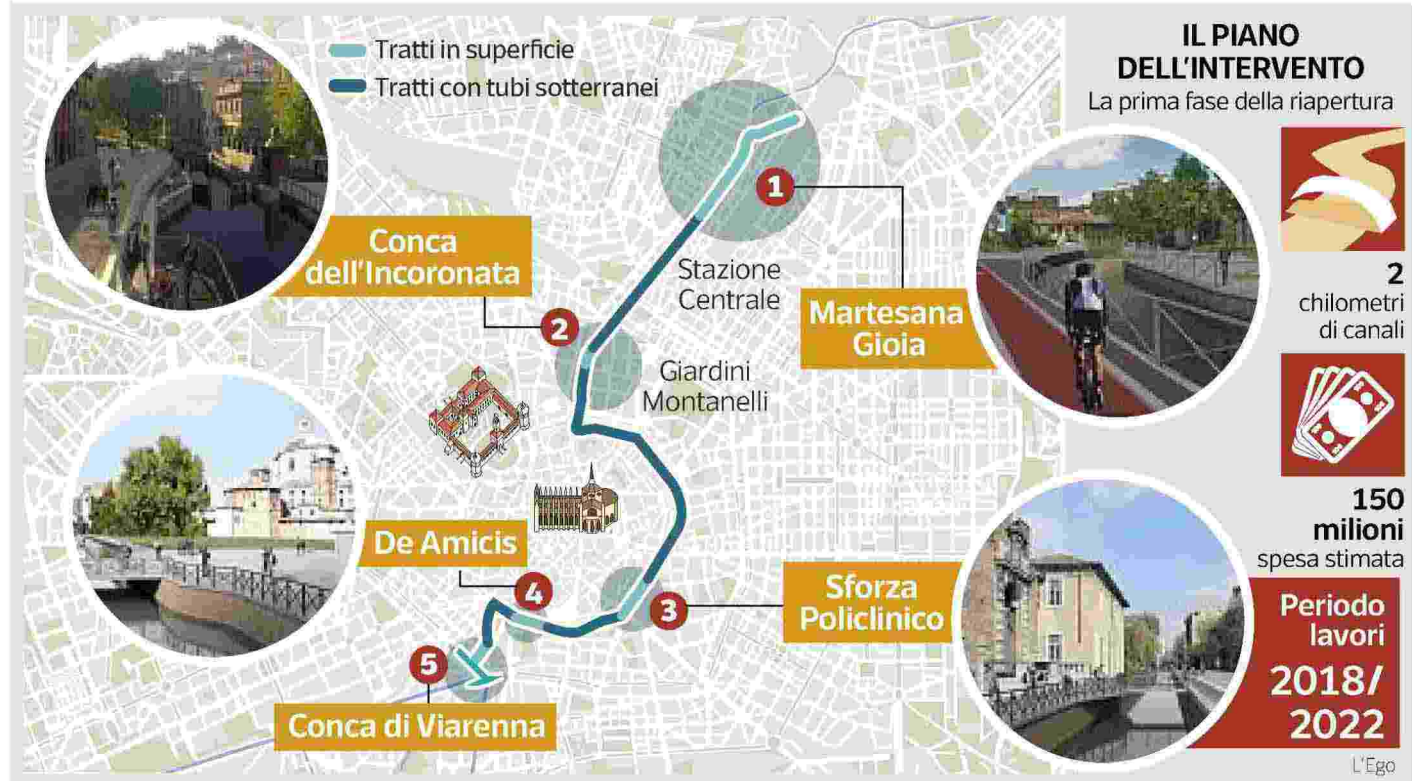 Tratti in superficie
Tratti con tubi sotterranei
IL PIANO
DELL'INTERVENTO
La prima fase della riapertura
1
Conca
dell'Incoronata
Stazione
Centrale
Martesana
Gioia
2
chilometri
di canali
2
Giardini
Montanelli
150
milioni
spesa stimata
De Amicis
4
3
Sforza
Policlinico
Periodo
lavori
2018/
2022
5
Conca di Viarenna
L'Ego